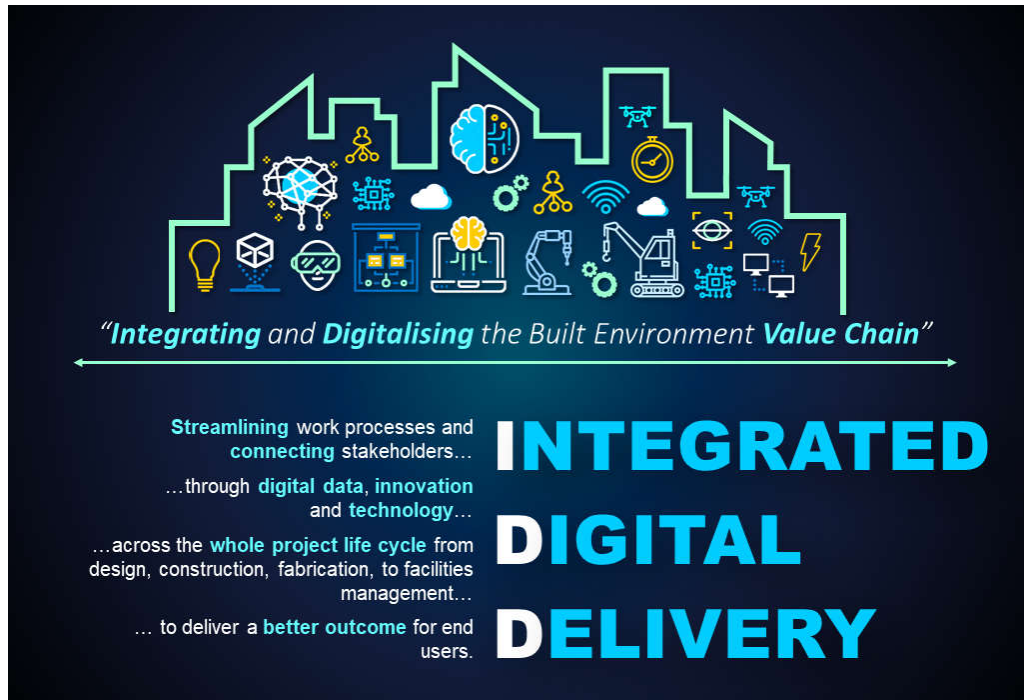 “Integrating and Digitalising the Built Environment Value Chain”
Streamlining work processes and
connecting stakeholders…
…through digital data, innovation
and technology…
…across the whole project life cycle from
design, construction, fabrication, to facilities
management…
… to deliver a better outcome for end
users.
INTEGRATED
DIGITAL
DELIVERY